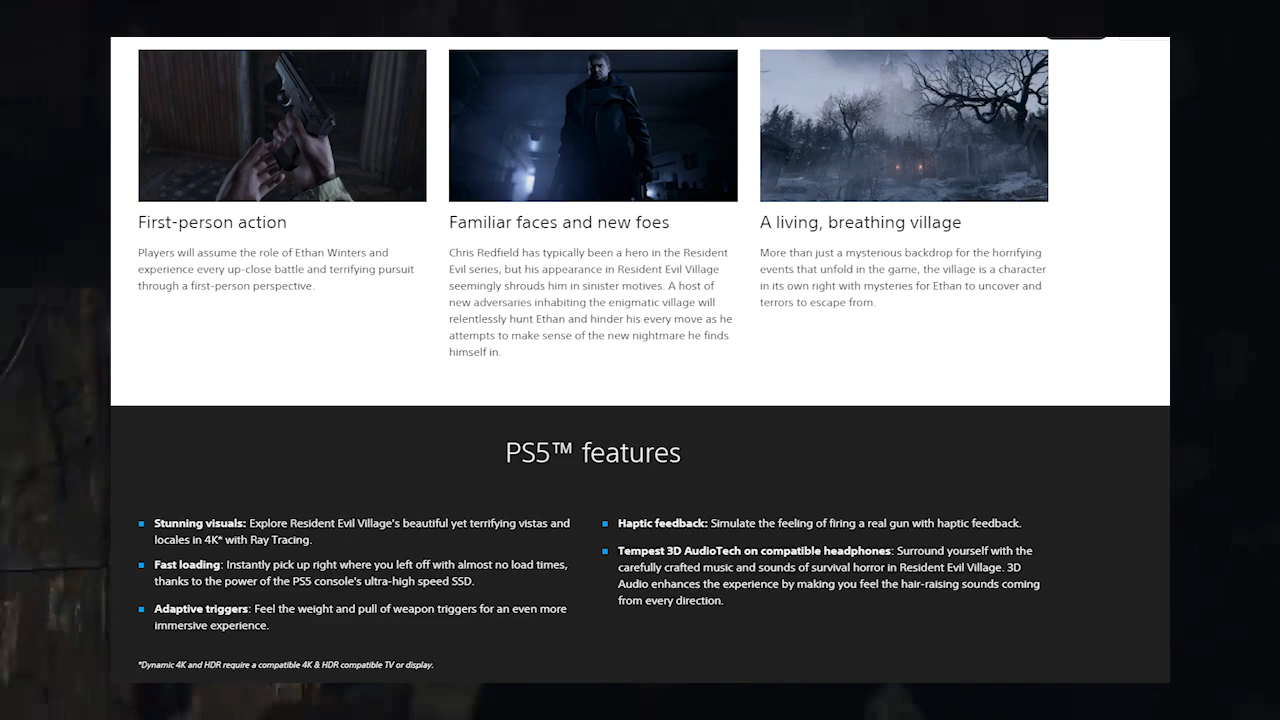 First-person action
Players will assume the role of Ethan Winters and
experience every up-close battle and terrifying pursuit
through a first-person perspective.
Familiar faces and new foes
Chris Redfield has typically been a hero in the Resident
Evil series, but his appearance in Resident Evil Village
seemingly shrouds him in sinister motives. A host of
new adversaries inhabiting the enigmatic village will
relentlessly hunt Ethan and hinder his every move as he
attempts to make sense of the new nightmare he finds
himself in.
A living, breathing village
More than just a mysterious backdrop for the horrifying
events that unfold in the game, the village is a character
in its own right with mysteries for Ethan to uncover and
terrors to escape from.
PS5™ features
Stunning visuals: Explore Resident Evil Village's beautiful yet terrifying vistas and
locales in 4K* with Ray Tracing.
Fast loading: Instantly pick up right where you left off with almost no load times,
thanks to the power of the PS5 console's ultra-high speed SSD.
Adaptive triggers: Feel the weight and pull of weapon triggers for an even more
immersive experience.
Haptic feedback: Simulate the feeling of firing a real gun with haptic feedback.
Tempest 3D AudioTech on compatible headphones: Surround yourself with the
carefully crafted music and sounds of survival horror in Resident Evil Village. 3D
Audio enhances the experience by making you feel the hair-raising sounds coming
from every direction.
*Dynamic 4K and HDR require a compatible 4K & HDR compatible TV or display.